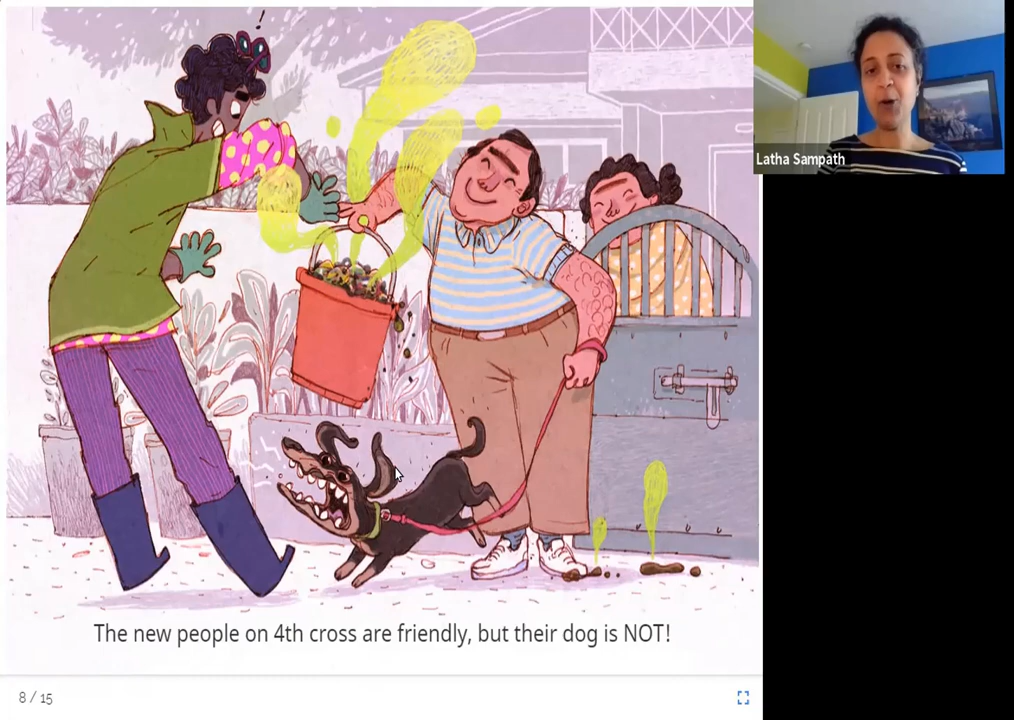 Latha Sampath
The new people on 4th cross are friendly, but their dog is NOT!
8 / 15